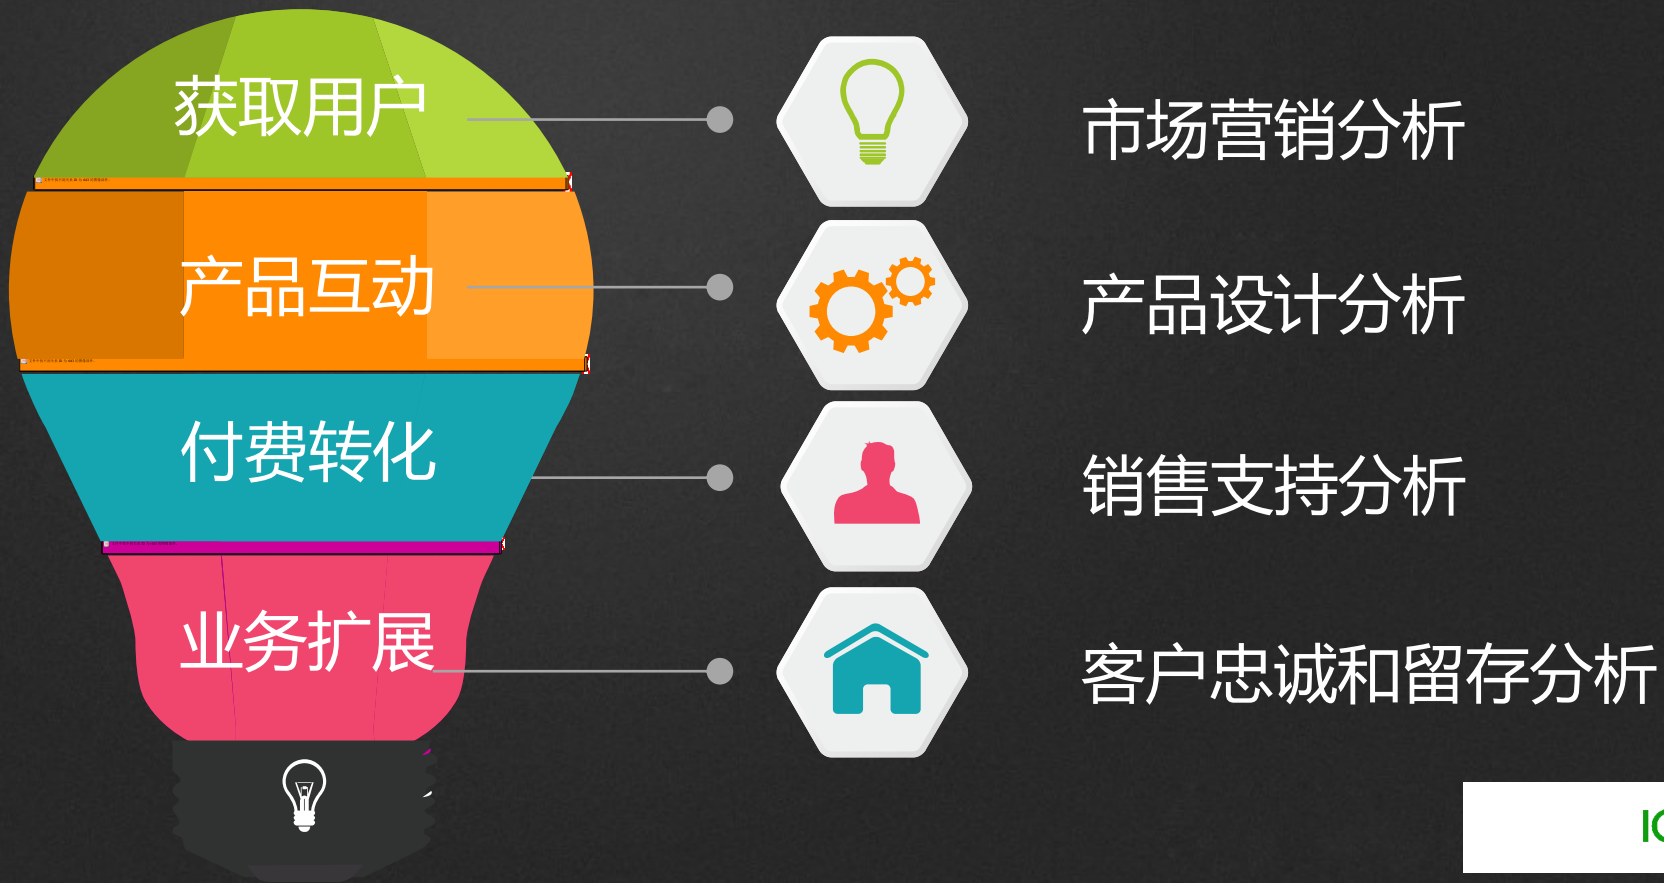 获取用户
市场营销分析
产品互动
产品设计分析
付费转化
销售支持分析
业务扩展
客户忠诚和留存分析